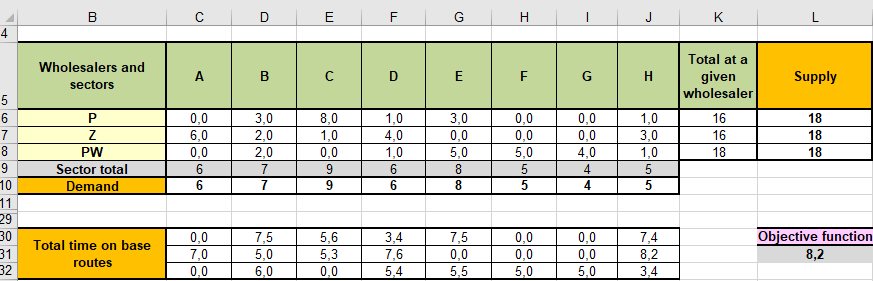 B C D E F G H I J K L
4
5 Wholesalers and sectors A B C D E F G H Total at a given wholesaler Supply
6 P 0,0 3,0 8,0 1,0 3,0 0,0 0,0 1,0 16 18
7 Z 6,0 2,0 1,0 4,0 0,0 0,0 0,0 3,0 16 18
8 PW 0,0 2,0 0,0 1,0 5,0 5,0 4,0 1,0 18 18
9 Sector total 6 7 9 6 8 5 4 5
10 Demand 6 7 9 6 8 5 4 5
11
29
30 Total time on base routes 0,0 7,5 5,6 3,4 7,5 0,0 0,0 7,4 Objective function
31 7,0 5,0 5,3 7,6 0,0 0,0 0,0 8,2 8,2
32 0,0 6,0 0,0 5,4 5,5 5,0 5,0 3,4